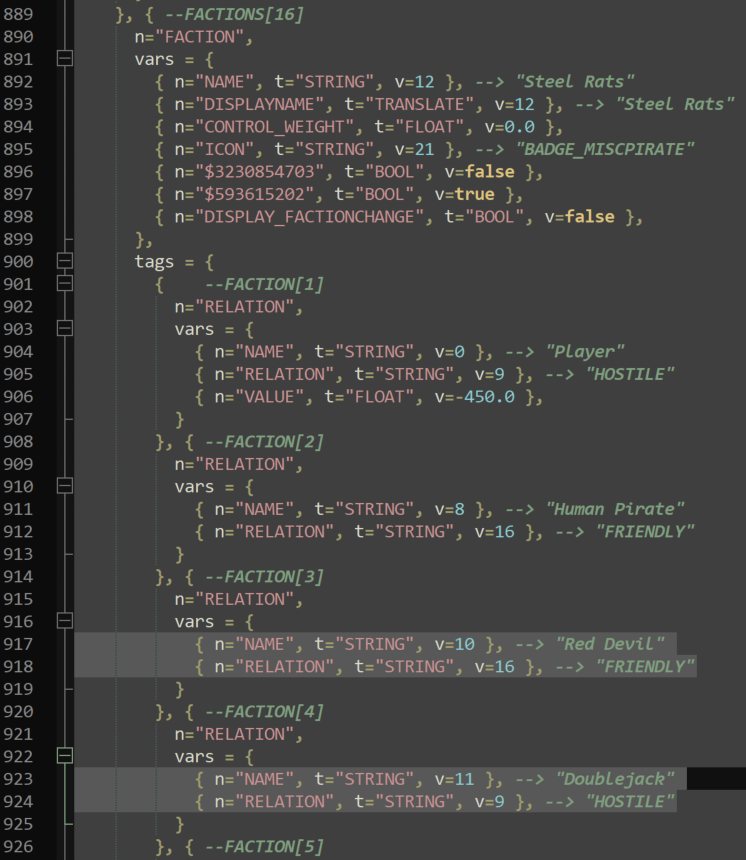 889 }, { --FACTIONS[16]
890 n="FACTION",
891 vars = {
892 { n="NAME", t="STRING", v=12 }, --> "Steel Rats"
893 { n="DISPLAYNAME", t="TRANSLATE", v=12 }, --> "Steel Rats"
894 { n="CONTROL_WEIGHT", t="FLOAT", v=0.0 },
895 { n="ICON", t="STRING", v=21 }, --> "BADGE_MISCPIRATE"
896 { n="$3230854703", t="BOOL", v=false },
897 { n="$593615202", t="BOOL", v=true },
898 { n="DISPLAY_FACTIONCHANGE", t="BOOL", v=false },
899 },
900 tags = {
901 { --FACTION[1]
902 n="RELATION",
903 vars = {
904 { n="NAME", t="STRING", v=0 }, --> "Player"
905 { n="RELATION", t="STRING", v=9 }, --> "HOSTILE"
906 { n="VALUE", t="FLOAT", v=-450.0 },
907 }
908 }, { --FACTION[2]
909 n="RELATION",
910 vars = {
911 { n="NAME", t="STRING", v=8 }, --> "Human Pirate"
912 { n="RELATION", t="STRING", v=16 }, --> "FRIENDLY"
913 }
914 }, { --FACTION[3]
915 n="RELATION",
916 vars = {
917 { n="NAME", t="STRING", v=10 }, --> "Red Devil"
918 { n="RELATION", t="STRING", v=16 }, --> "FRIENDLY"
919 }
920 }, { --FACTION[4]
921 n="RELATION",
922 vars = {
923 { n="NAME", t="STRING", v=11 }, --> "Doublejack"
924 { n="RELATION", t="STRING", v=9 }, --> "HOSTILE"
925 }
926 }, { --FACTION[5]